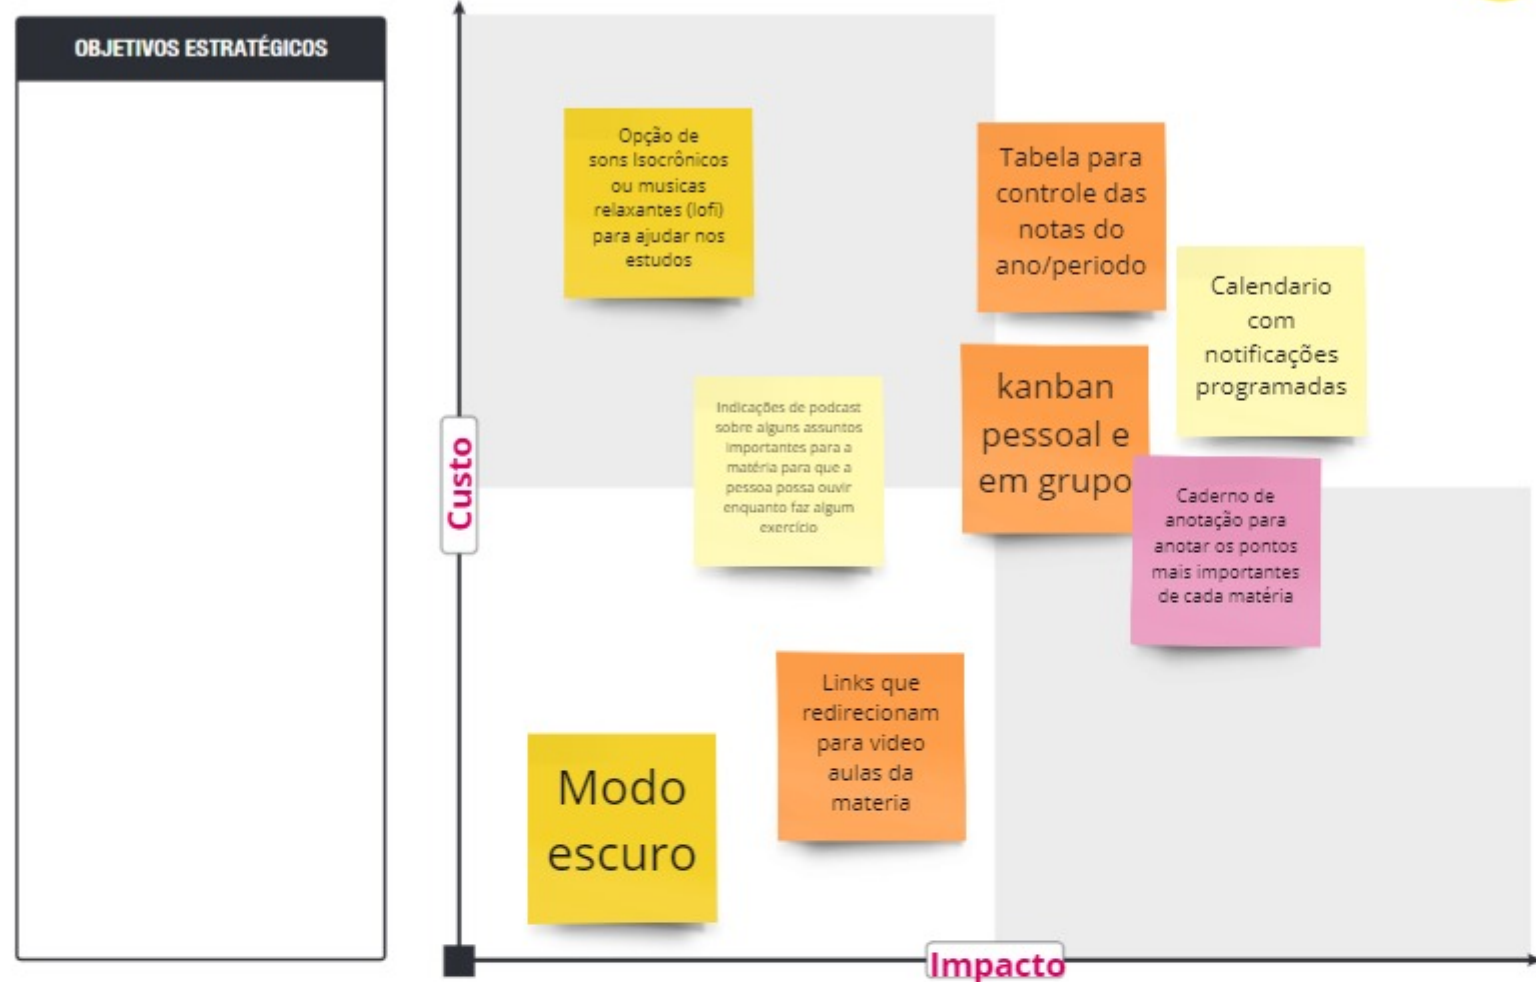 OBJETIVOS ESTRATÉGICOS
Opção de
sons Isocrônicos
ou musicas
relaxantes (lofi)
para ajudar nos
estudos
Tabela para
controle das
notas do
ano/periodo
Calendario
com
notificações
programadas
kanban
pessoal e
em grupo
Indicações de podcast
sobre alguns assuntos
importantes para a
matéria para que a
pessoa possa ouvir
enquanto faz algum
exercício
Caderno de
anotação para
anotar os pontos
mais importantes
de cada matéria
Custo
Links que
redirecionam
para video
aulas da
materia
Modo
escuro
Impacto